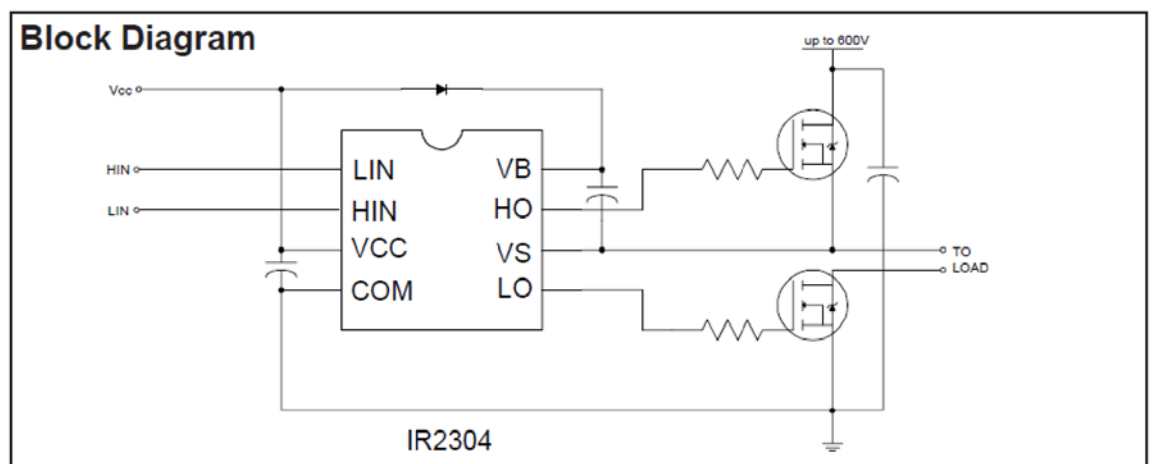 Block Diagram
up to 600V
Vcc
HIN
LIN
LIN
HIN
VCC
COM
VB
HO
VS
LO
TO
LOAD
IR2304